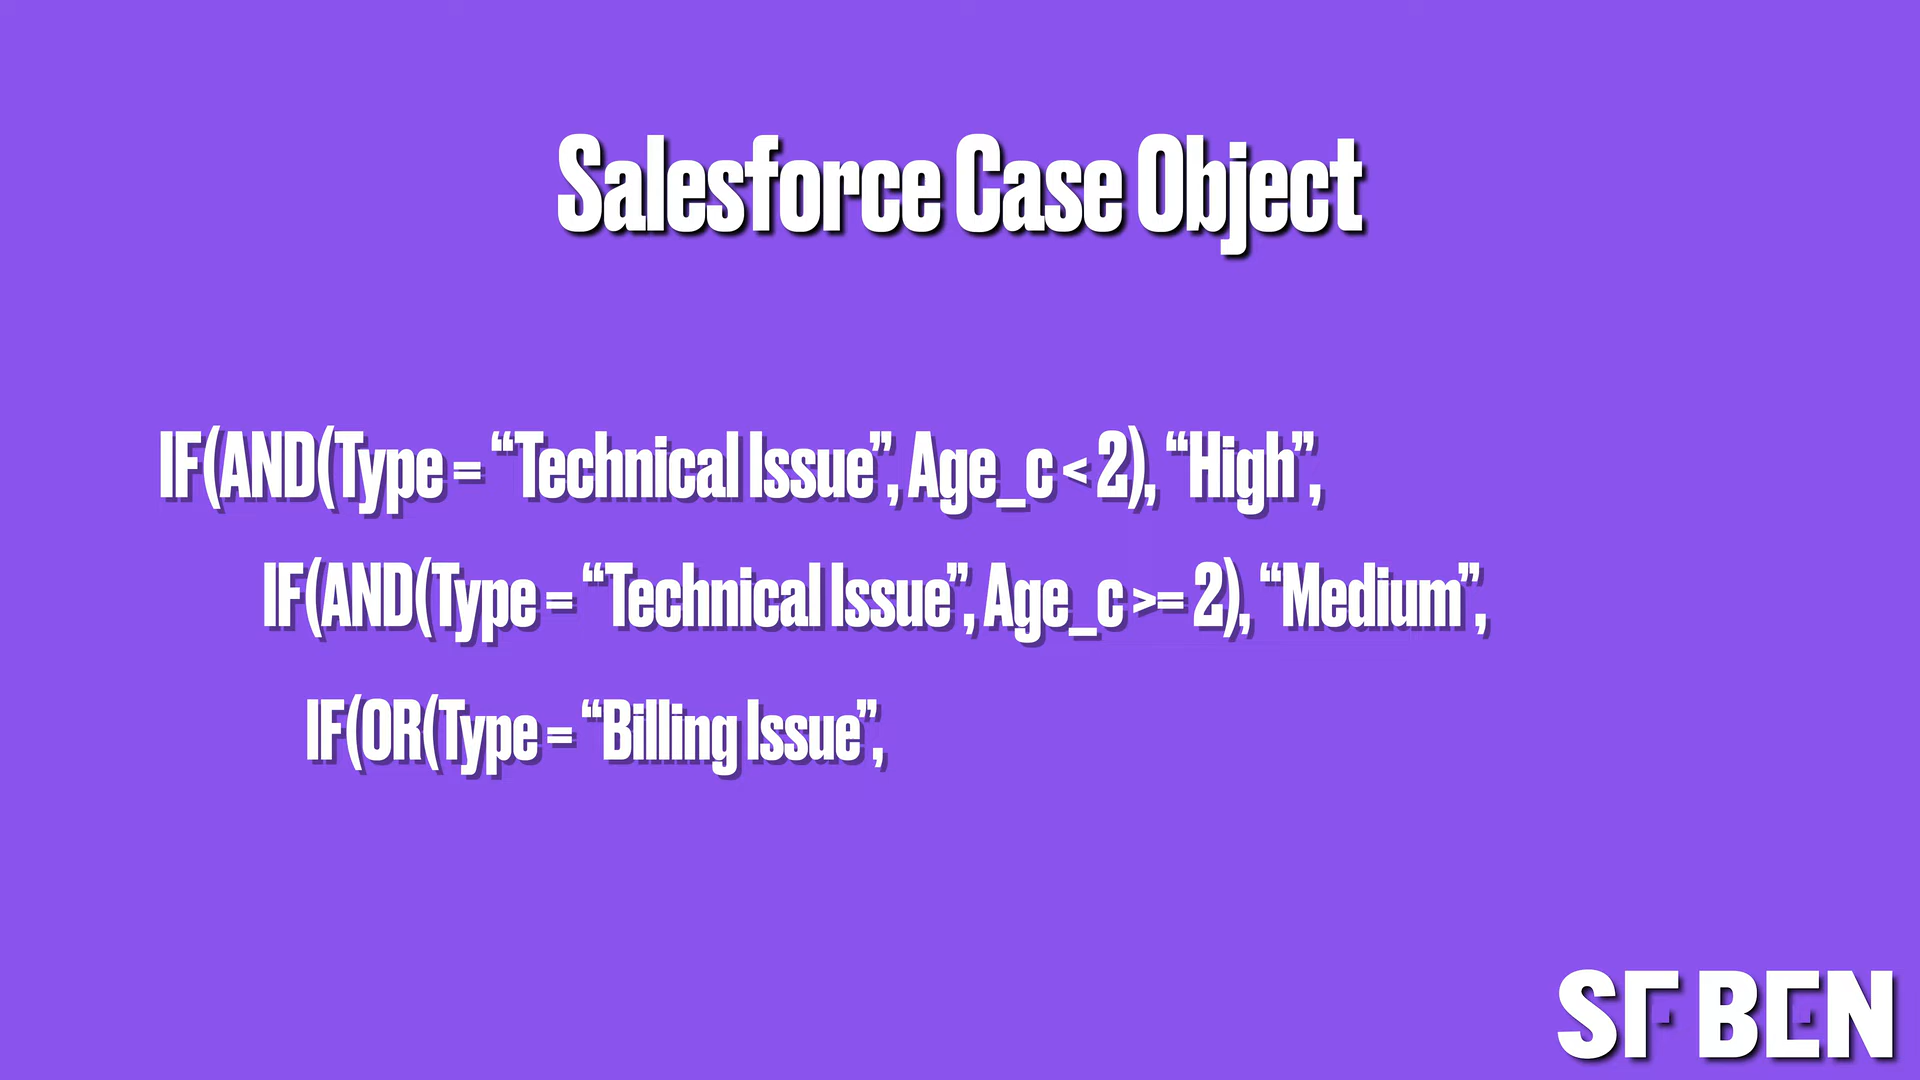 Salesforce Case Object
IF(AND(Type = “Technical Issue”, Age_c < 2), “High”,
IF(AND(Type = “Technical Issue”, Age_c >= 2), “Medium”,
IF(OR(Type = “Billing Issue”,
SF BEN